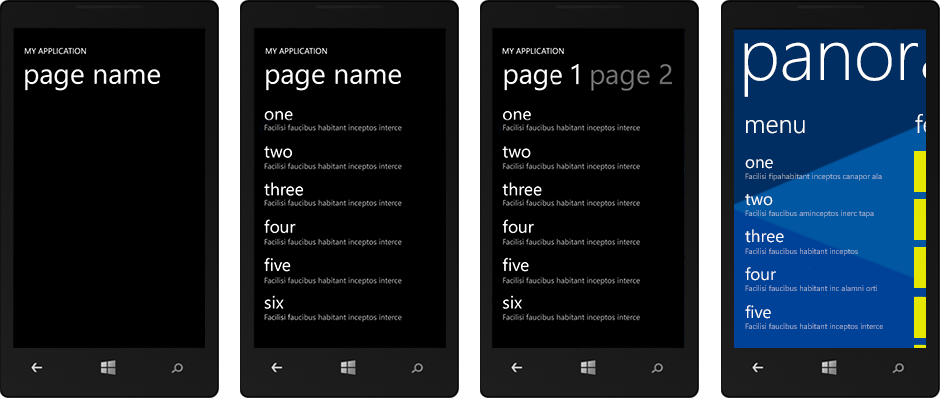 MY APPLICATION
page name
MY APPLICATION
page name
one
Facilisi faucibus habitant inceptos interce
two
Facilisi faucibus habitant inceptos interce
three
Facilisi faucibus habitant inceptos interce
four
Facilisi faucibus habitant inceptos interce
five
Facilisi faucibus habitant inceptos interce
six
Facilisi faucibus habitant inceptos interce
MY APPLICATION
page 1 page 2
one
Facilisi faucibus habitant inceptos interce
two
Facilisi faucibus habitant inceptos interce
three
Facilisi faucibus habitant inceptos interce
four
Facilisi faucibus habitant inceptos interce
five
Facilisi faucibus habitant inceptos interce
six
Facilisi faucibus habitant inceptos interce
panora
menu fe
one
Facilisi fipahabitant inceptos canapor ala
two
Facilisi faucibus aminceptos inerc tapa
three
Facilisi faucibus habitant inceptos
four
Facilisi faucibus habitant inc alamni orti
five
Facilisi faucibus habitant inceptos interce